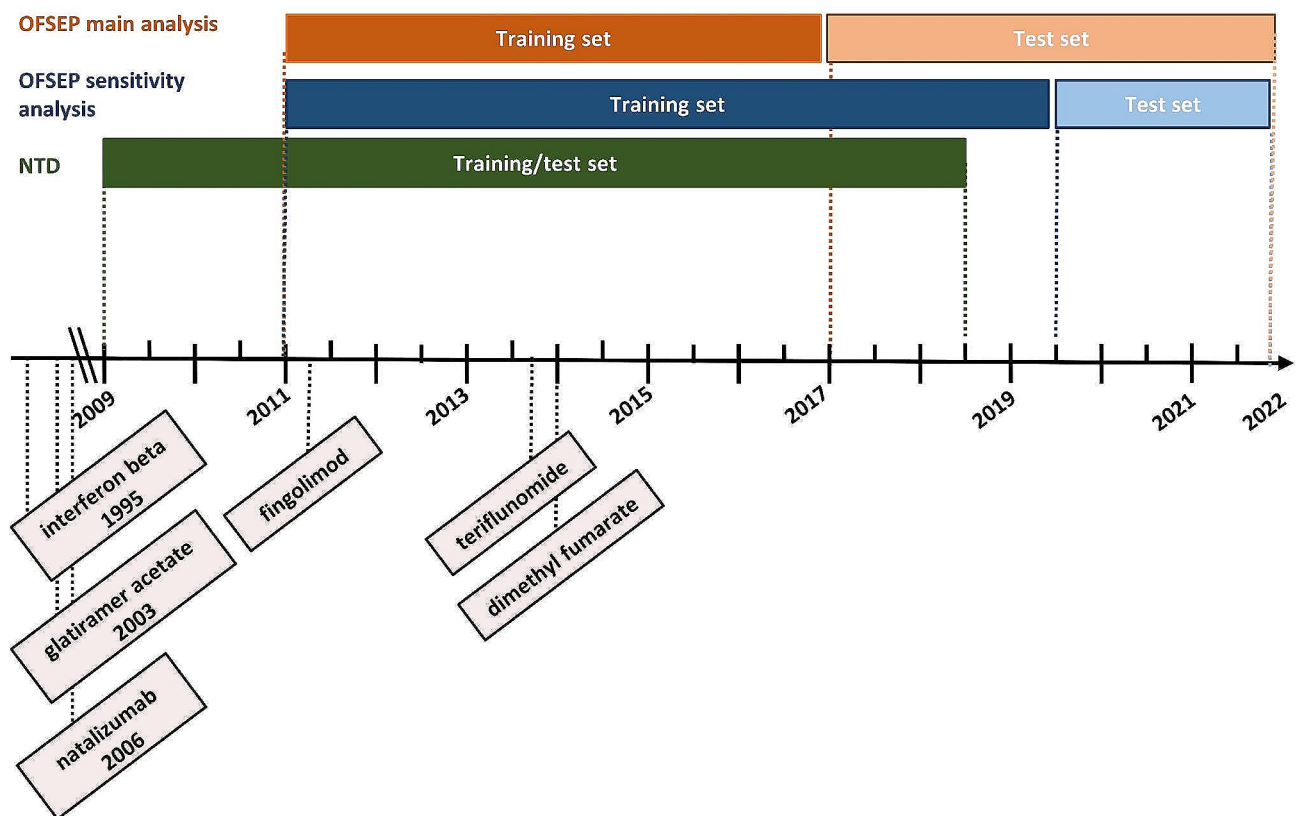 OFSEP main analysis
Training set
Test set
OFSEP sensitivity
analysis
Training set
Test set
NTD
Training/test set
2009
2011
2013
2015
2017
2019
2021
2022
interferon beta
1995
fingolimod
teriflunomide
dimethyl fumarate
glatiramer acetate
2003
natalizumab
2006